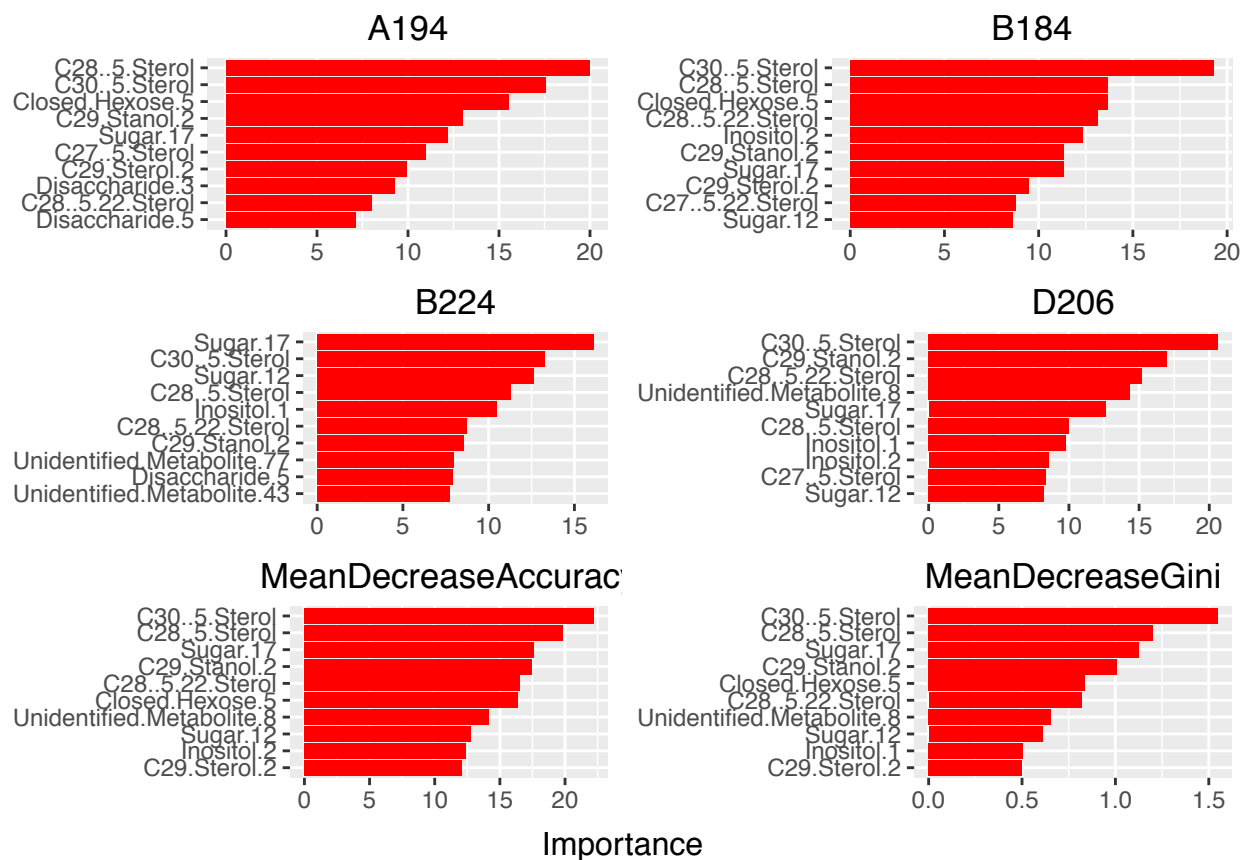 A194
C28..5.Sterol
C30..5.Sterol
Closed.Hexose.5
C29.Stanol.2
Sugar.17
C27..5.Sterol
C29.Sterol.2
Disaccharide.3
C28..5.22.Sterol
Disaccharide.5
0 5 10 15 20
B184
C30..5.Sterol
C28..5.Sterol
Closed.Hexose.5
C28..5.22.Sterol
Inositol.2
C29.Stanol.2
Sugar.17
C29.Sterol.2
C27..5.22.Sterol
Sugar.12
0 5 10 15 20
B224
Sugar.17
C30..5.Sterol
Sugar.12
C28..5.Sterol
Inositol.1
C28..5.22.Sterol
C29.Stanol.2
Unidentified.Metabolite.77
Disaccharide.5
Unidentified.Metabolite.43
0 5 10 15
D206
C30..5.Sterol
C29.Stanol.2
C28..5.22.Sterol
Unidentified.Metabolite.8
Sugar.17
C28..5.Sterol
Inositol.1
Inositol.2
C27..5.Sterol
Sugar.12
0 5 10 15 20
MeanDecreaseAccuracy
C30..5.Sterol
C28..5.Sterol
Sugar.17
C29.Stanol.2
C28..5.22.Sterol
Closed.Hexose.5
Unidentified.Metabolite.8
Sugar.12
Inositol.2
C29.Sterol.2
0 5 10 15 20
MeanDecreaseGini
C30..5.Sterol
C28..5.Sterol
Sugar.17
C29.Stanol.2
Closed.Hexose.5
C28..5.22.Sterol
Unidentified.Metabolite.8
Sugar.12
Inositol.1
C29.Sterol.2
0.0 0.5 1.0 1.5
Importance